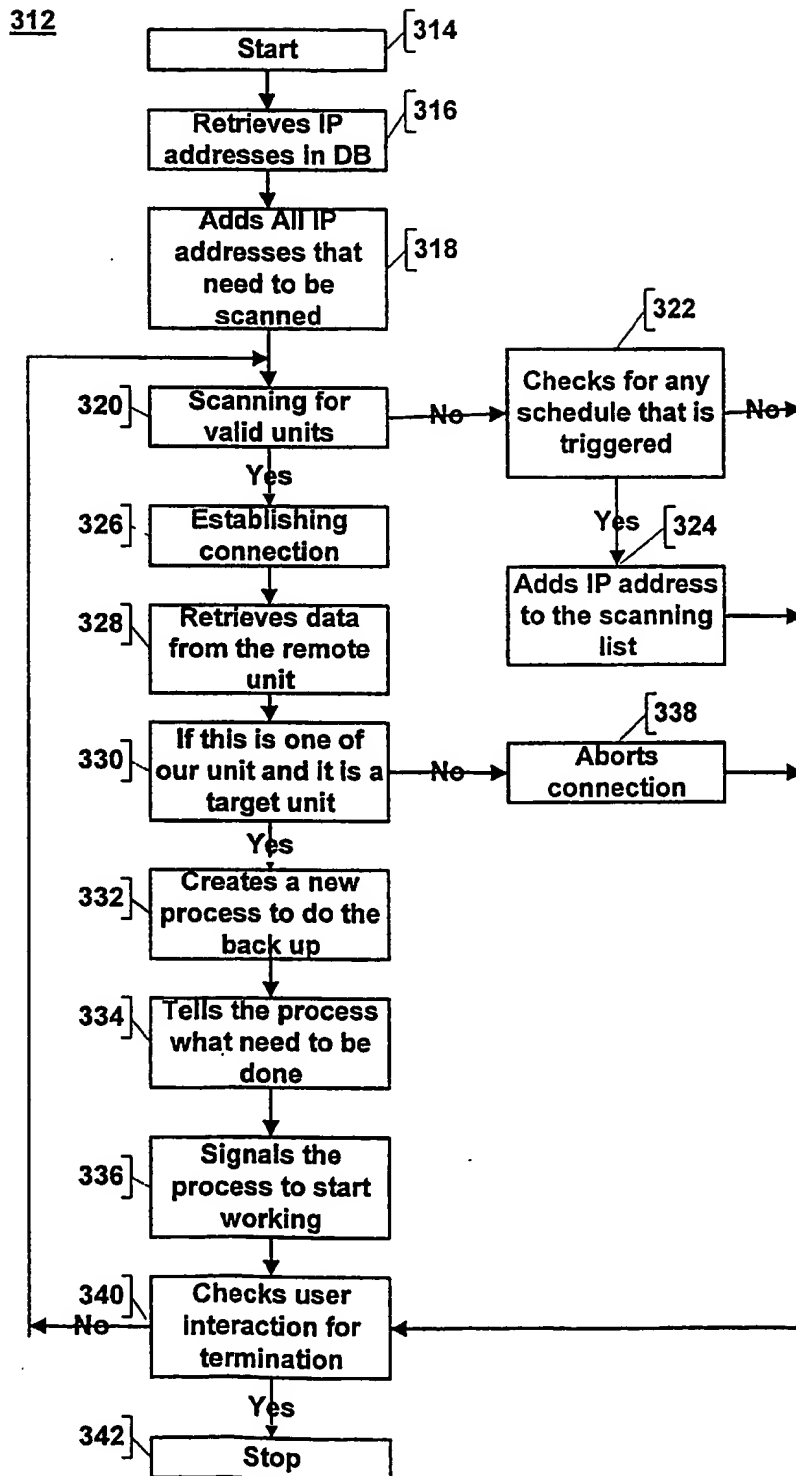 312
314
Start
316
Retrieves IP
addresses in DB
318
Adds All IP
addresses that
need to be
scanned
322
320
Scanning for
valid units
No
Checks for any
schedule that is
triggered
No
Yes
326
Establishing
connection
Yes
324
Adds IP address
to the scanning
list
328
Retrieves data
from the remote
unit
338
330
If this is one of
our unit and it is a
target unit
No
Aborts
connection
Yes
332
Creates a new
process to do the
back up
334
Tells the process
what need to be
done
336
Signals the
process to start
working
340
Checks user
interaction for
termination
No
Yes
342
Stop